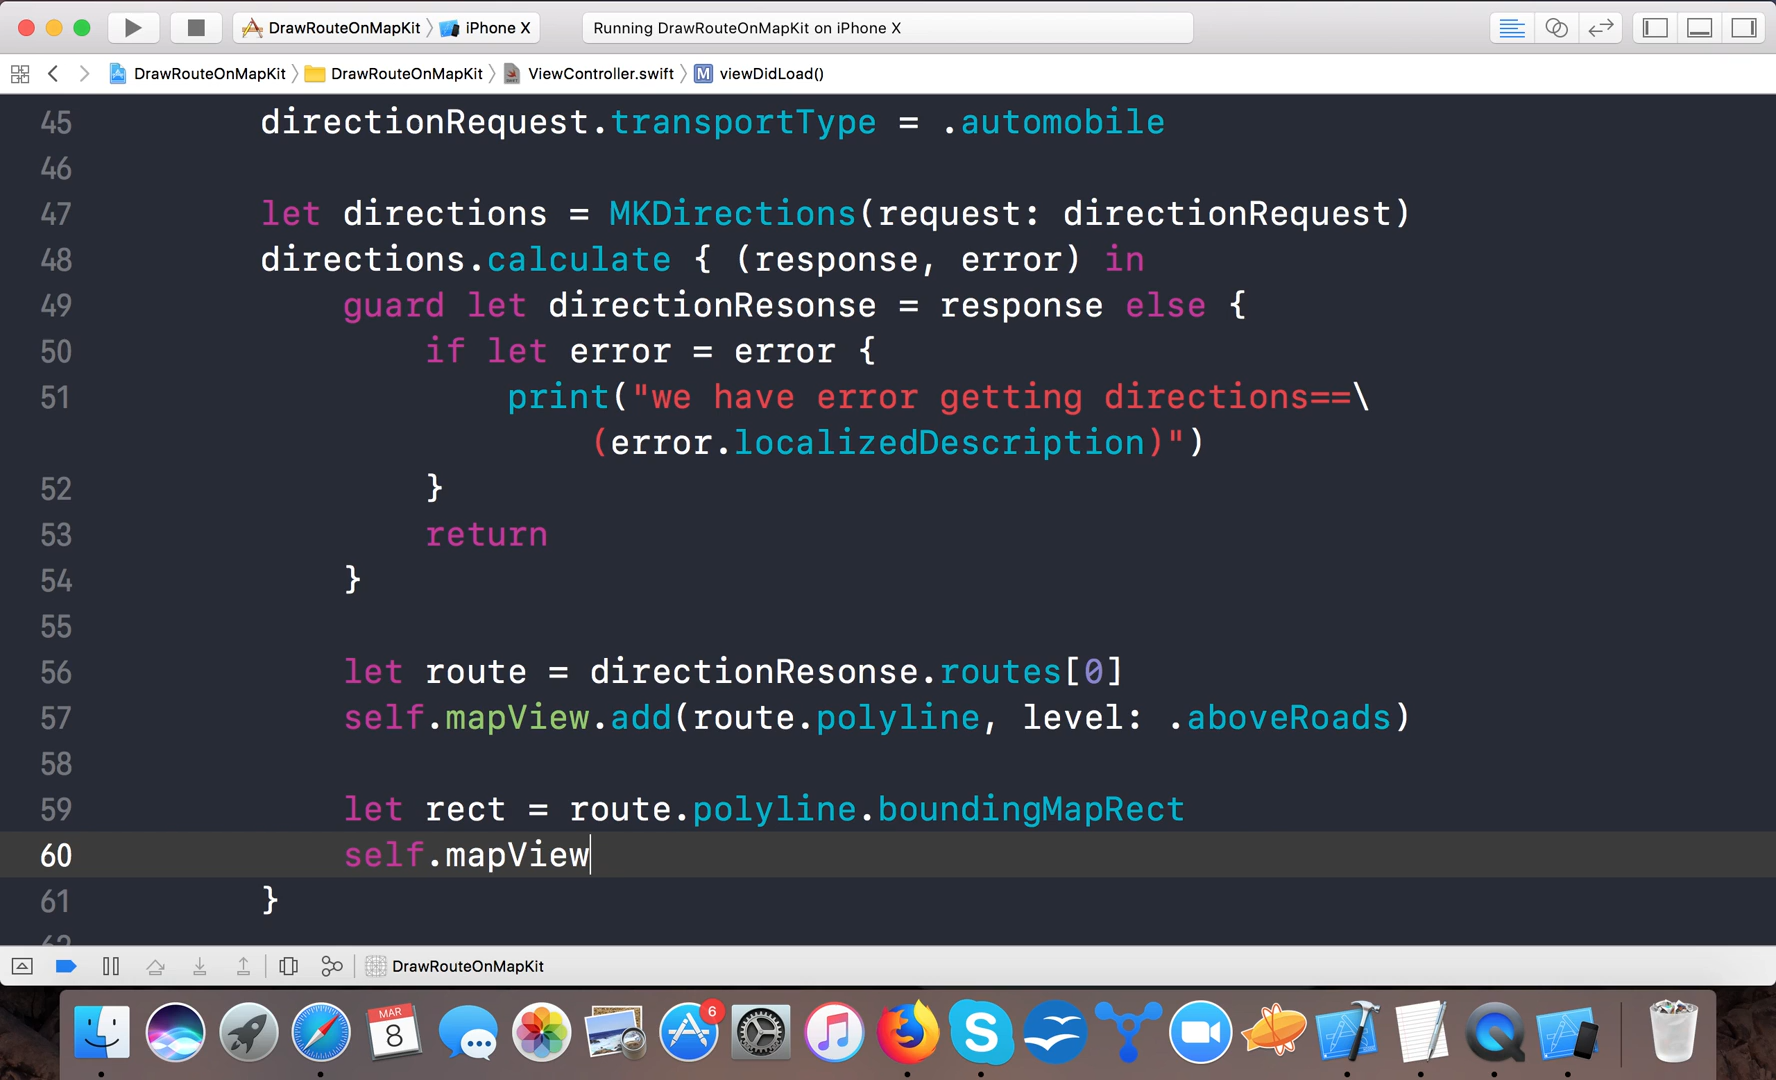 DrawRouteOnMapKit iPhone X Running DrawRouteOnMapKit on iPhone X
DrawRouteOnMapKit DrawRouteOnMapKit ViewController.swift M viewDidLoad()
45 directionRequest.transportType = .automobile
46
47 let directions = MKDirections(request: directionRequest)
48 directions.calculate { (response, error) in
49 guard let directionResonse = response else {
50 if let error = error {
51 print("we have error getting directions==\
(error.localizedDescription)")
52 }
53 return
54 }
55
56 let route = directionResonse.routes[0]
57 self.mapView.add(route.polyline, level: .aboveRoads)
58
59 let rect = route.polyline.boundingMapRect
60 self.mapView
61 }
62
DrawRouteOnMapKit
MAR
8
6
S